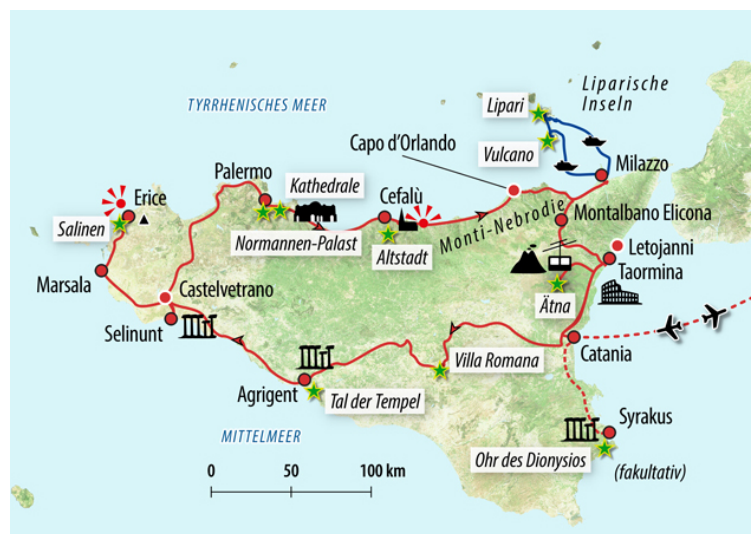 Liparische
Inseln
TYRRHENISCHES MEER
Lipari
Capo d'Orlando
Vulcano
Milazzo
Palermo
Kathedrale
Cefalù
Erice
Salinen
Normannen-Palast
Altstadt
Monti-Nebrodie
Montalbano Elicona
Letojanni
Taormina
Marsala
Castelvetrano
Ätna
Selinunt
Catania
Villa Romana
Agrigent
Tal der Tempel
Syrakus
MITTELMEER
Ohr des Dionysios
(fakultativ)
0 50 100 km